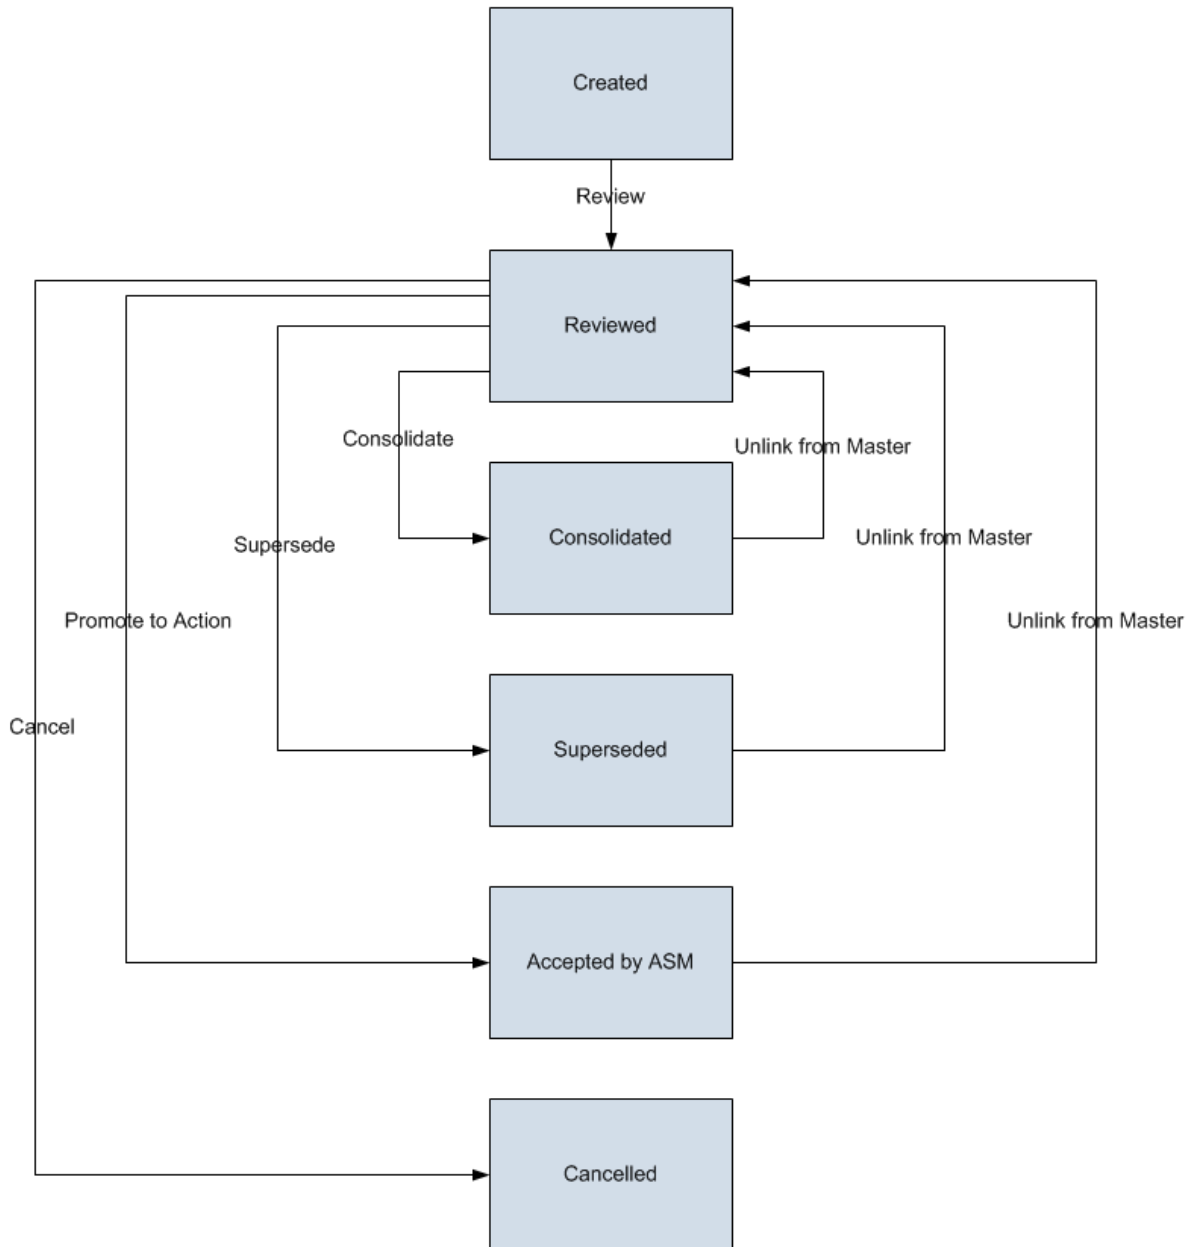 Created
Review
Reviewed
Consolidate
Unlink from Master
Consolidated
Supersede
Unlink from Master
Promote to Action
Unlink from Master
Cancel
Superseded
Accepted by ASM
Cancelled